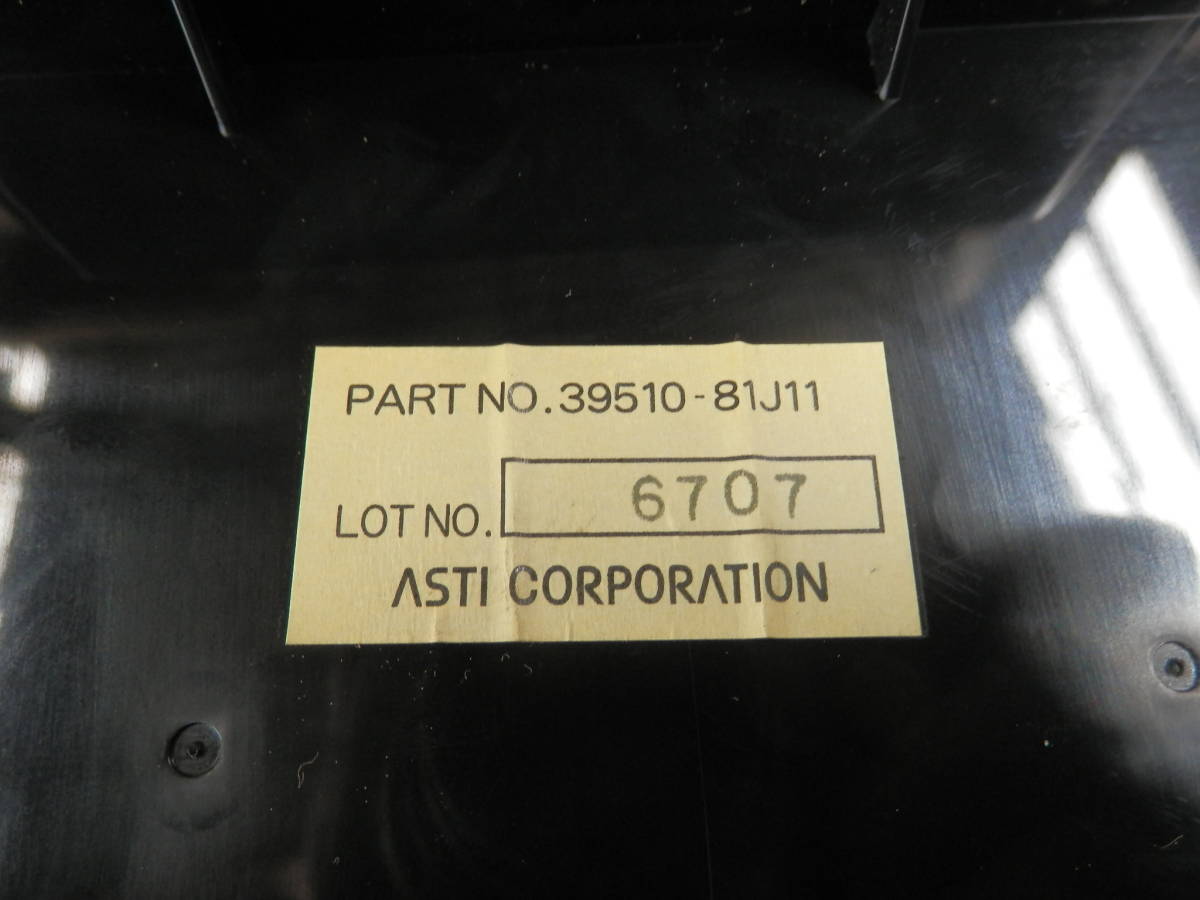 PART NO. 39510-81J11
LOT NO. 6707
ASTI CORPORATION